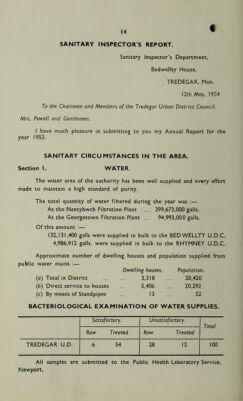 14
SANITARY INSPECTOR'S REPORT.
Sanitary Inspector's Department,
Bedwellty House,
TREDEGAR, Mon.
12th May, 1954
To the Chairman and Members of the Tredegar Urban District Council.
Mrs. Powell and Gentlemen,
I have much pleasure in submitting to you my Annual Report for the
year 1953.
SANITARY CIRCUMSTANCES IN THE AREA.
Section 1. WATER.
The water area of the authority has been well supplied and every effort
made to maintain a high standard of purity.
The total quantity of water filtered during the year was :—
At the Nantybwch Filtration Plant ... 399,673,000 galls.
At the Georgetown Filtration Plant ... 94,993,000 galls.
Of this amount :—
132,131,400 galls were supplied in bulk to the BEDWELLTY U.D.C.
4,986,912 galls. were supplied in bulk to the RHYMNEY U.D.C.
Approximate number of dwelling houses and population supplied from
public water mains :—
Dwelling houses. Population.
(a) Total in District ... 5,318 ... 20,420
(b) Direct service to houses ... 5,406 ... 20,292
(c) By means of Standpipes ... 13 ... 52
BACTERIOLOGICAL EXAMINATION OF WATER SUPPLIES.
Satisfactory. Unsatisfactory. Total
Raw Treated Raw Treated
TREDEGAR U.D. 6 54 28 12 100
All samples are submitted to the Public Health Laboratory Service,
Newport.